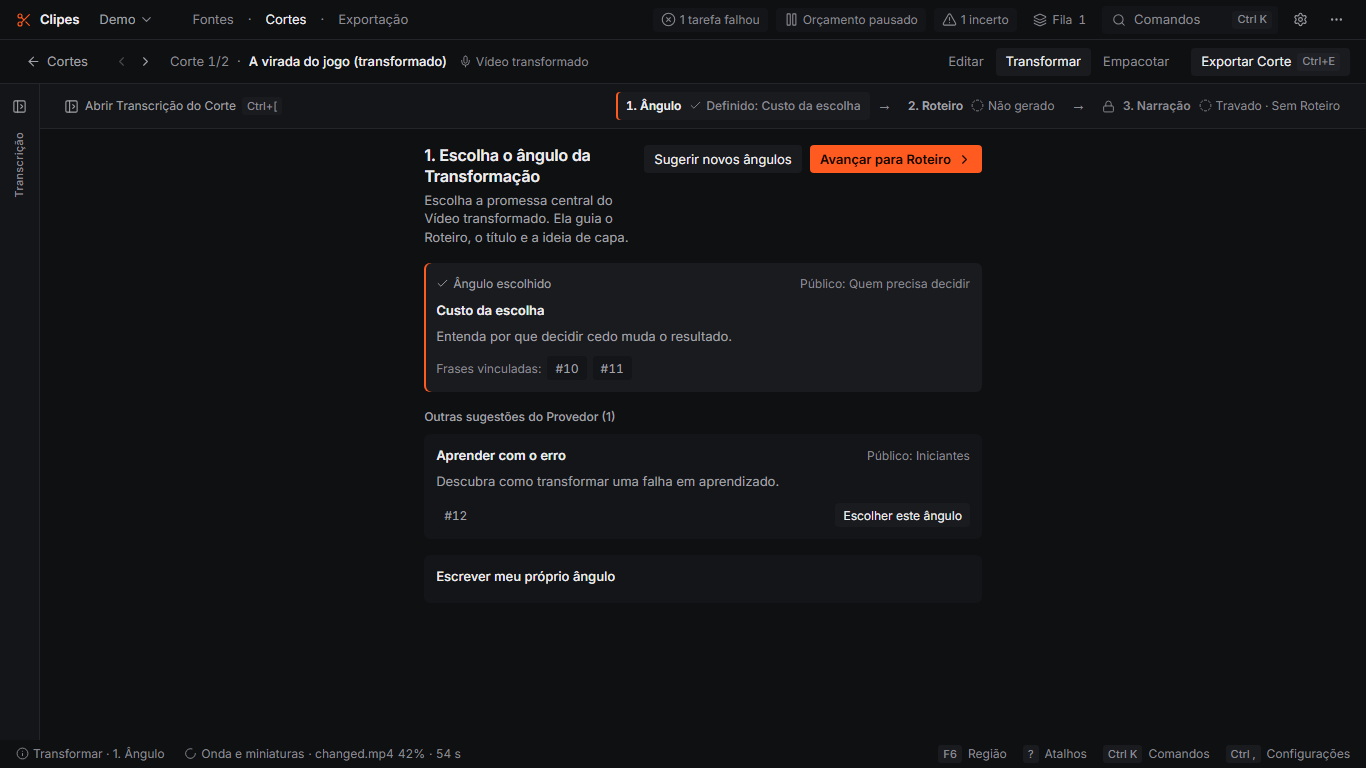 Clipes Demo Fontes · Cortes · Exportação 1 tarefa falhou Orçamento pausado 1 incerto Fila 1 Comandos Ctrl K
Cortes Corte 1/2 · A virada do jogo (transformado) Vídeo transformado Editar Transformar Empacotar Exportar Corte Ctrl+E
Abrir Transcrição do Corte Ctrl+[ 1. Ângulo Definido: Custo da escolha → 2. Roteiro Não gerado → 3. Narração Travado · Sem Roteiro
Transcrição
1. Escolha o ângulo da
Transformação
Sugerir novos ângulos Avançar para Roteiro
Escolha a promessa central do
Vídeo transformado. Ela guia o
Roteiro, o título e a ideia de capa.
Ângulo escolhido Público: Quem precisa decidir
Custo da escolha
Entenda por que decidir cedo muda o resultado.
Frases vinculadas: #10 #11
Outras sugestões do Provedor (1)
Aprender com o erro Público: Iniciantes
Descubra como transformar uma falha em aprendizado.
#12 Escolher este ângulo
Escrever meu próprio ângulo
Transformar · 1. Ângulo Onda e miniaturas · changed.mp4 42% · 54 s F6 Região ? Atalhos Ctrl K Comandos Ctrl , Configurações